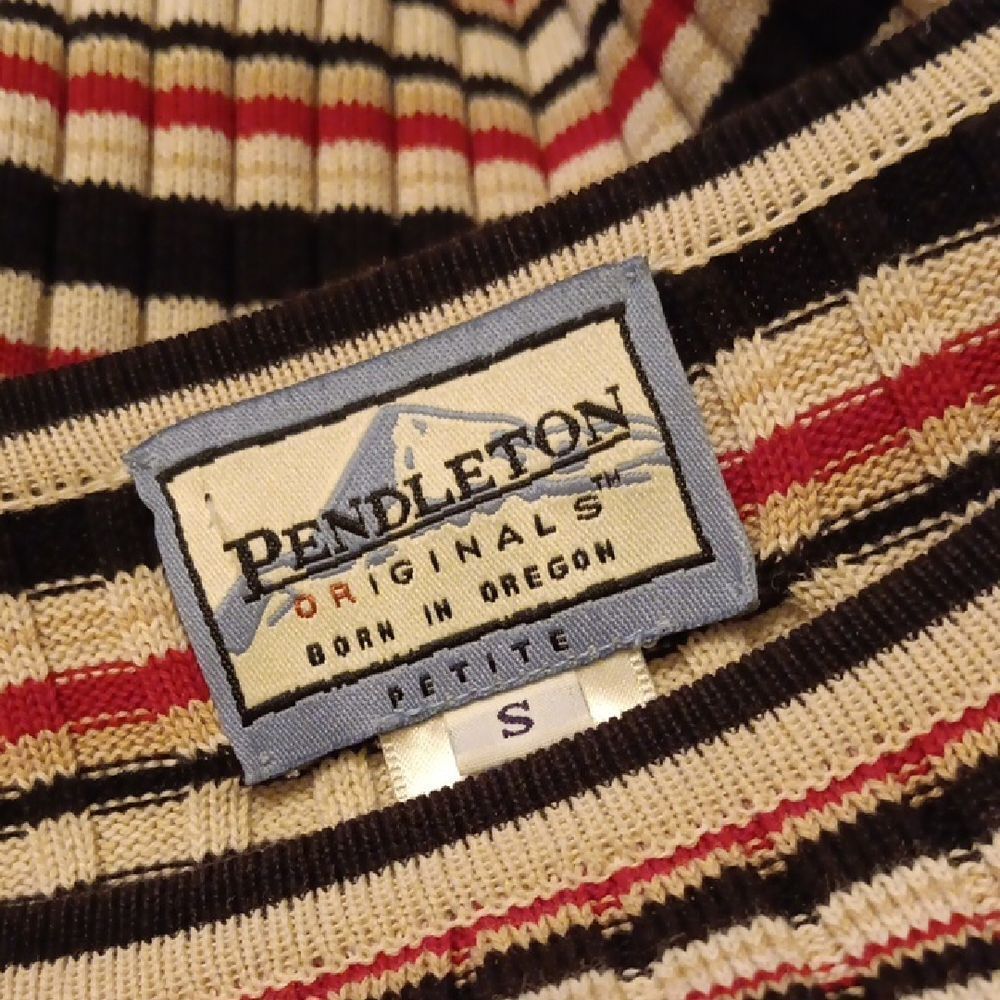 PENDLETON
ORIGINALS™
BORN IN OREGON
PETITE
S